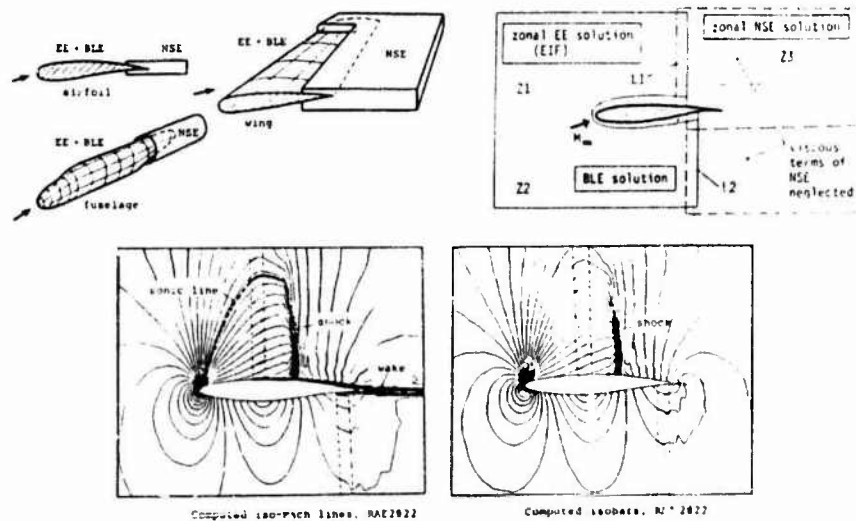 EE + BLE
NSE
airfoil
EE + BLE
NSE
wing
EE + BLE
NSE
fuselage
zonal EE solution
(EIF)
zonal NSE solution
Z1
Z3
M∞
Z2
BLE solution
L2
viscous
terms of
NSE
neglected
sonic line
shock
wake
shock
Computed iso-Mach lines, RAE2822
Computed isobars, 2822